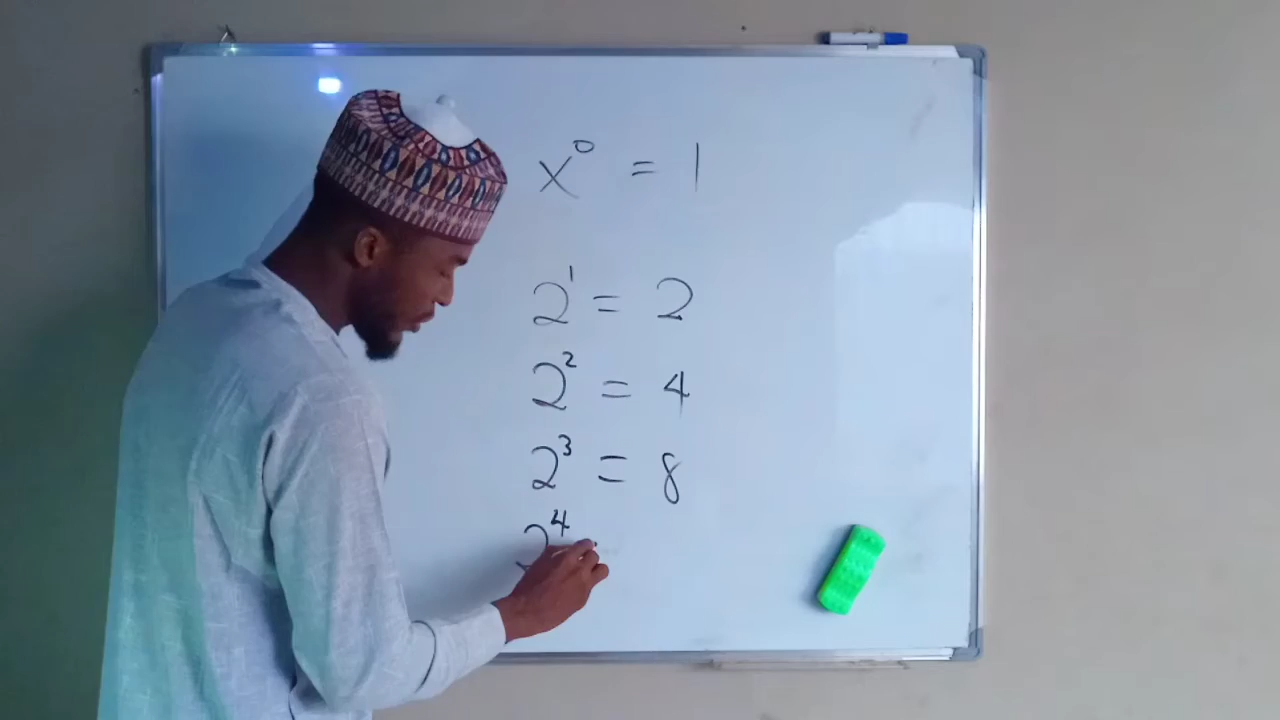 x⁰ = 1
2¹ = 2
2² = 4
2³ = 8
2⁴